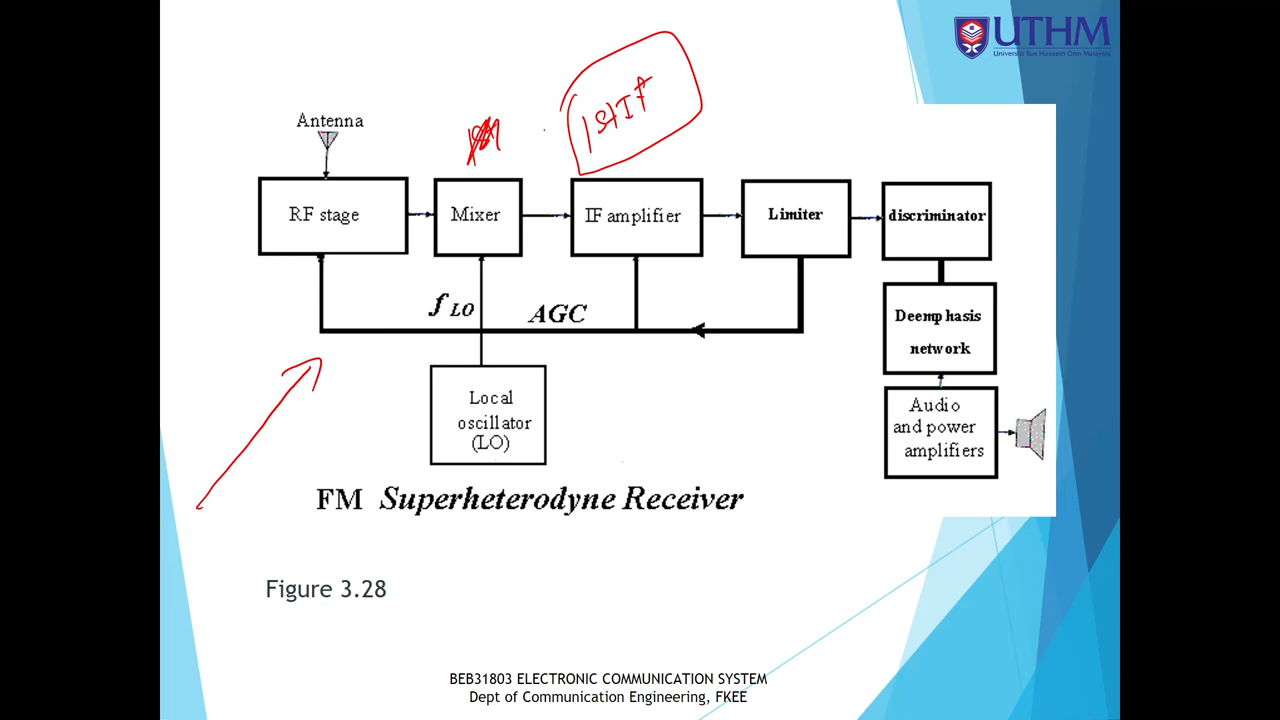 UTHM
Universiti Tun Hussein Onn Malaysia
1st IF
Antenna
RF stage
Mixer
IF amplifier
Limiter
discriminator
f LO
AGC
Deemphasis
network
Local
oscillator
(LO)
Audio
and power
amplifiers
FM Superheterodyne Receiver
Figure 3.28
BEB31803 ELECTRONIC COMMUNICATION SYSTEM
Dept of Communication Engineering, FKEE